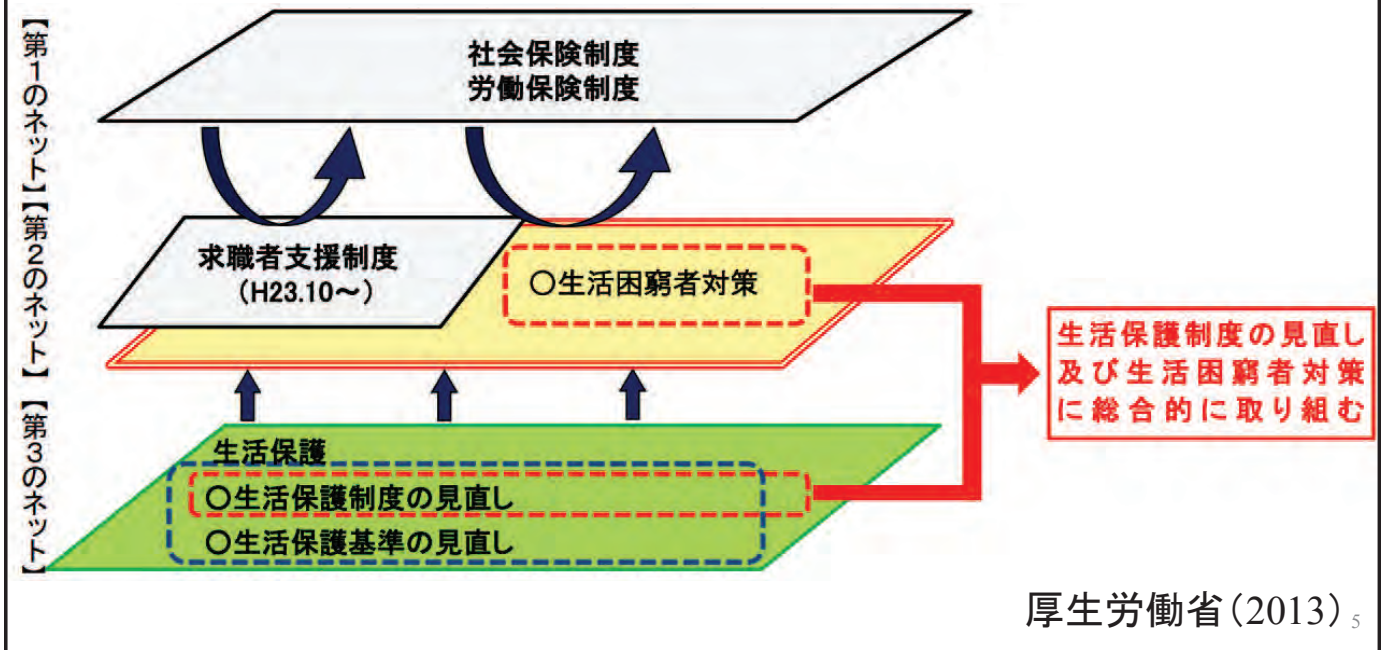 【第1のネット】
社会保険制度
労働保険制度
【第2のネット】
求職者支援制度
（H23.10～）
○生活困窮者対策
【第3のネット】
生活保護
○生活保護制度の見直し
○生活保護基準の見直し
生活保護制度の見直し
及び生活困窮者対策
に総合的に取り組む
厚生労働省（2013）
5